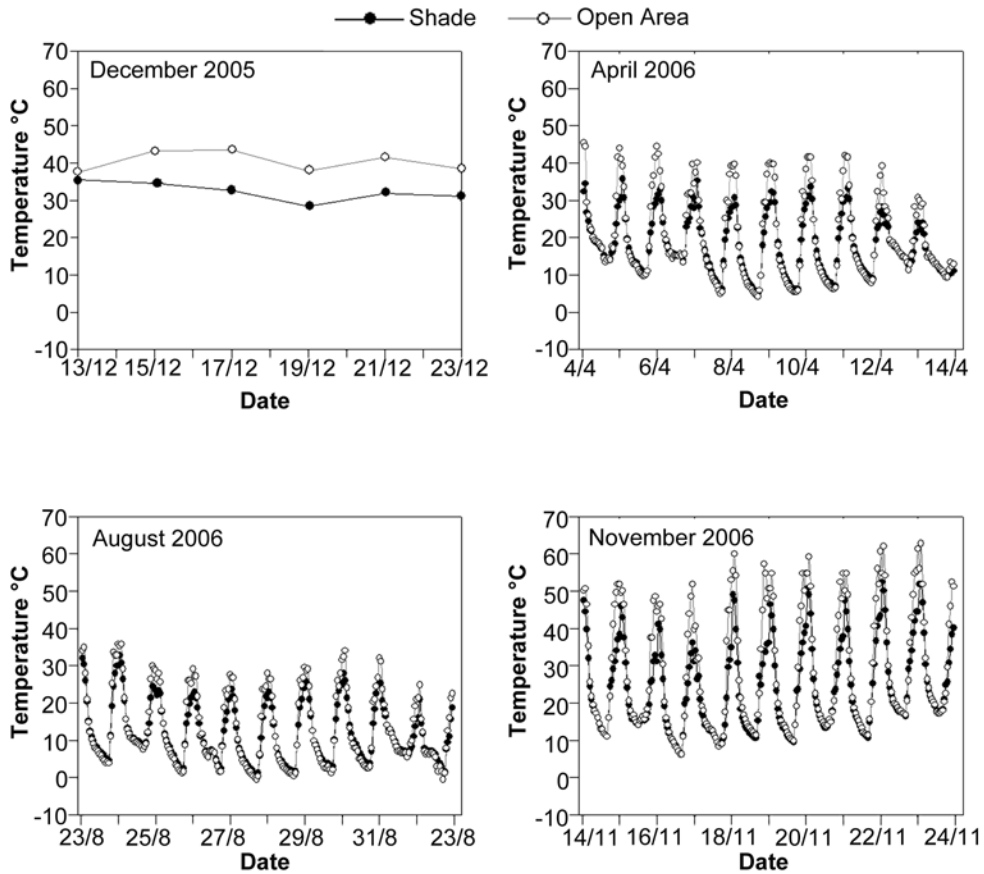 Shade Open Area
December 2005
Temperature °C
70
60
50
40
30
20
10
0
-10
13/12 15/12 17/12 19/12 21/12 23/12
Date
April 2006
Temperature °C
70
60
50
40
30
20
10
0
-10
4/4 6/4 8/4 10/4 12/4 14/4
Date
August 2006
Temperature °C
70
60
50
40
30
20
10
0
-10
23/8 25/8 27/8 29/8 31/8 23/8
Date
November 2006
Temperature °C
70
60
50
40
30
20
10
0
-10
14/11 16/11 18/11 20/11 22/11 24/11
Date